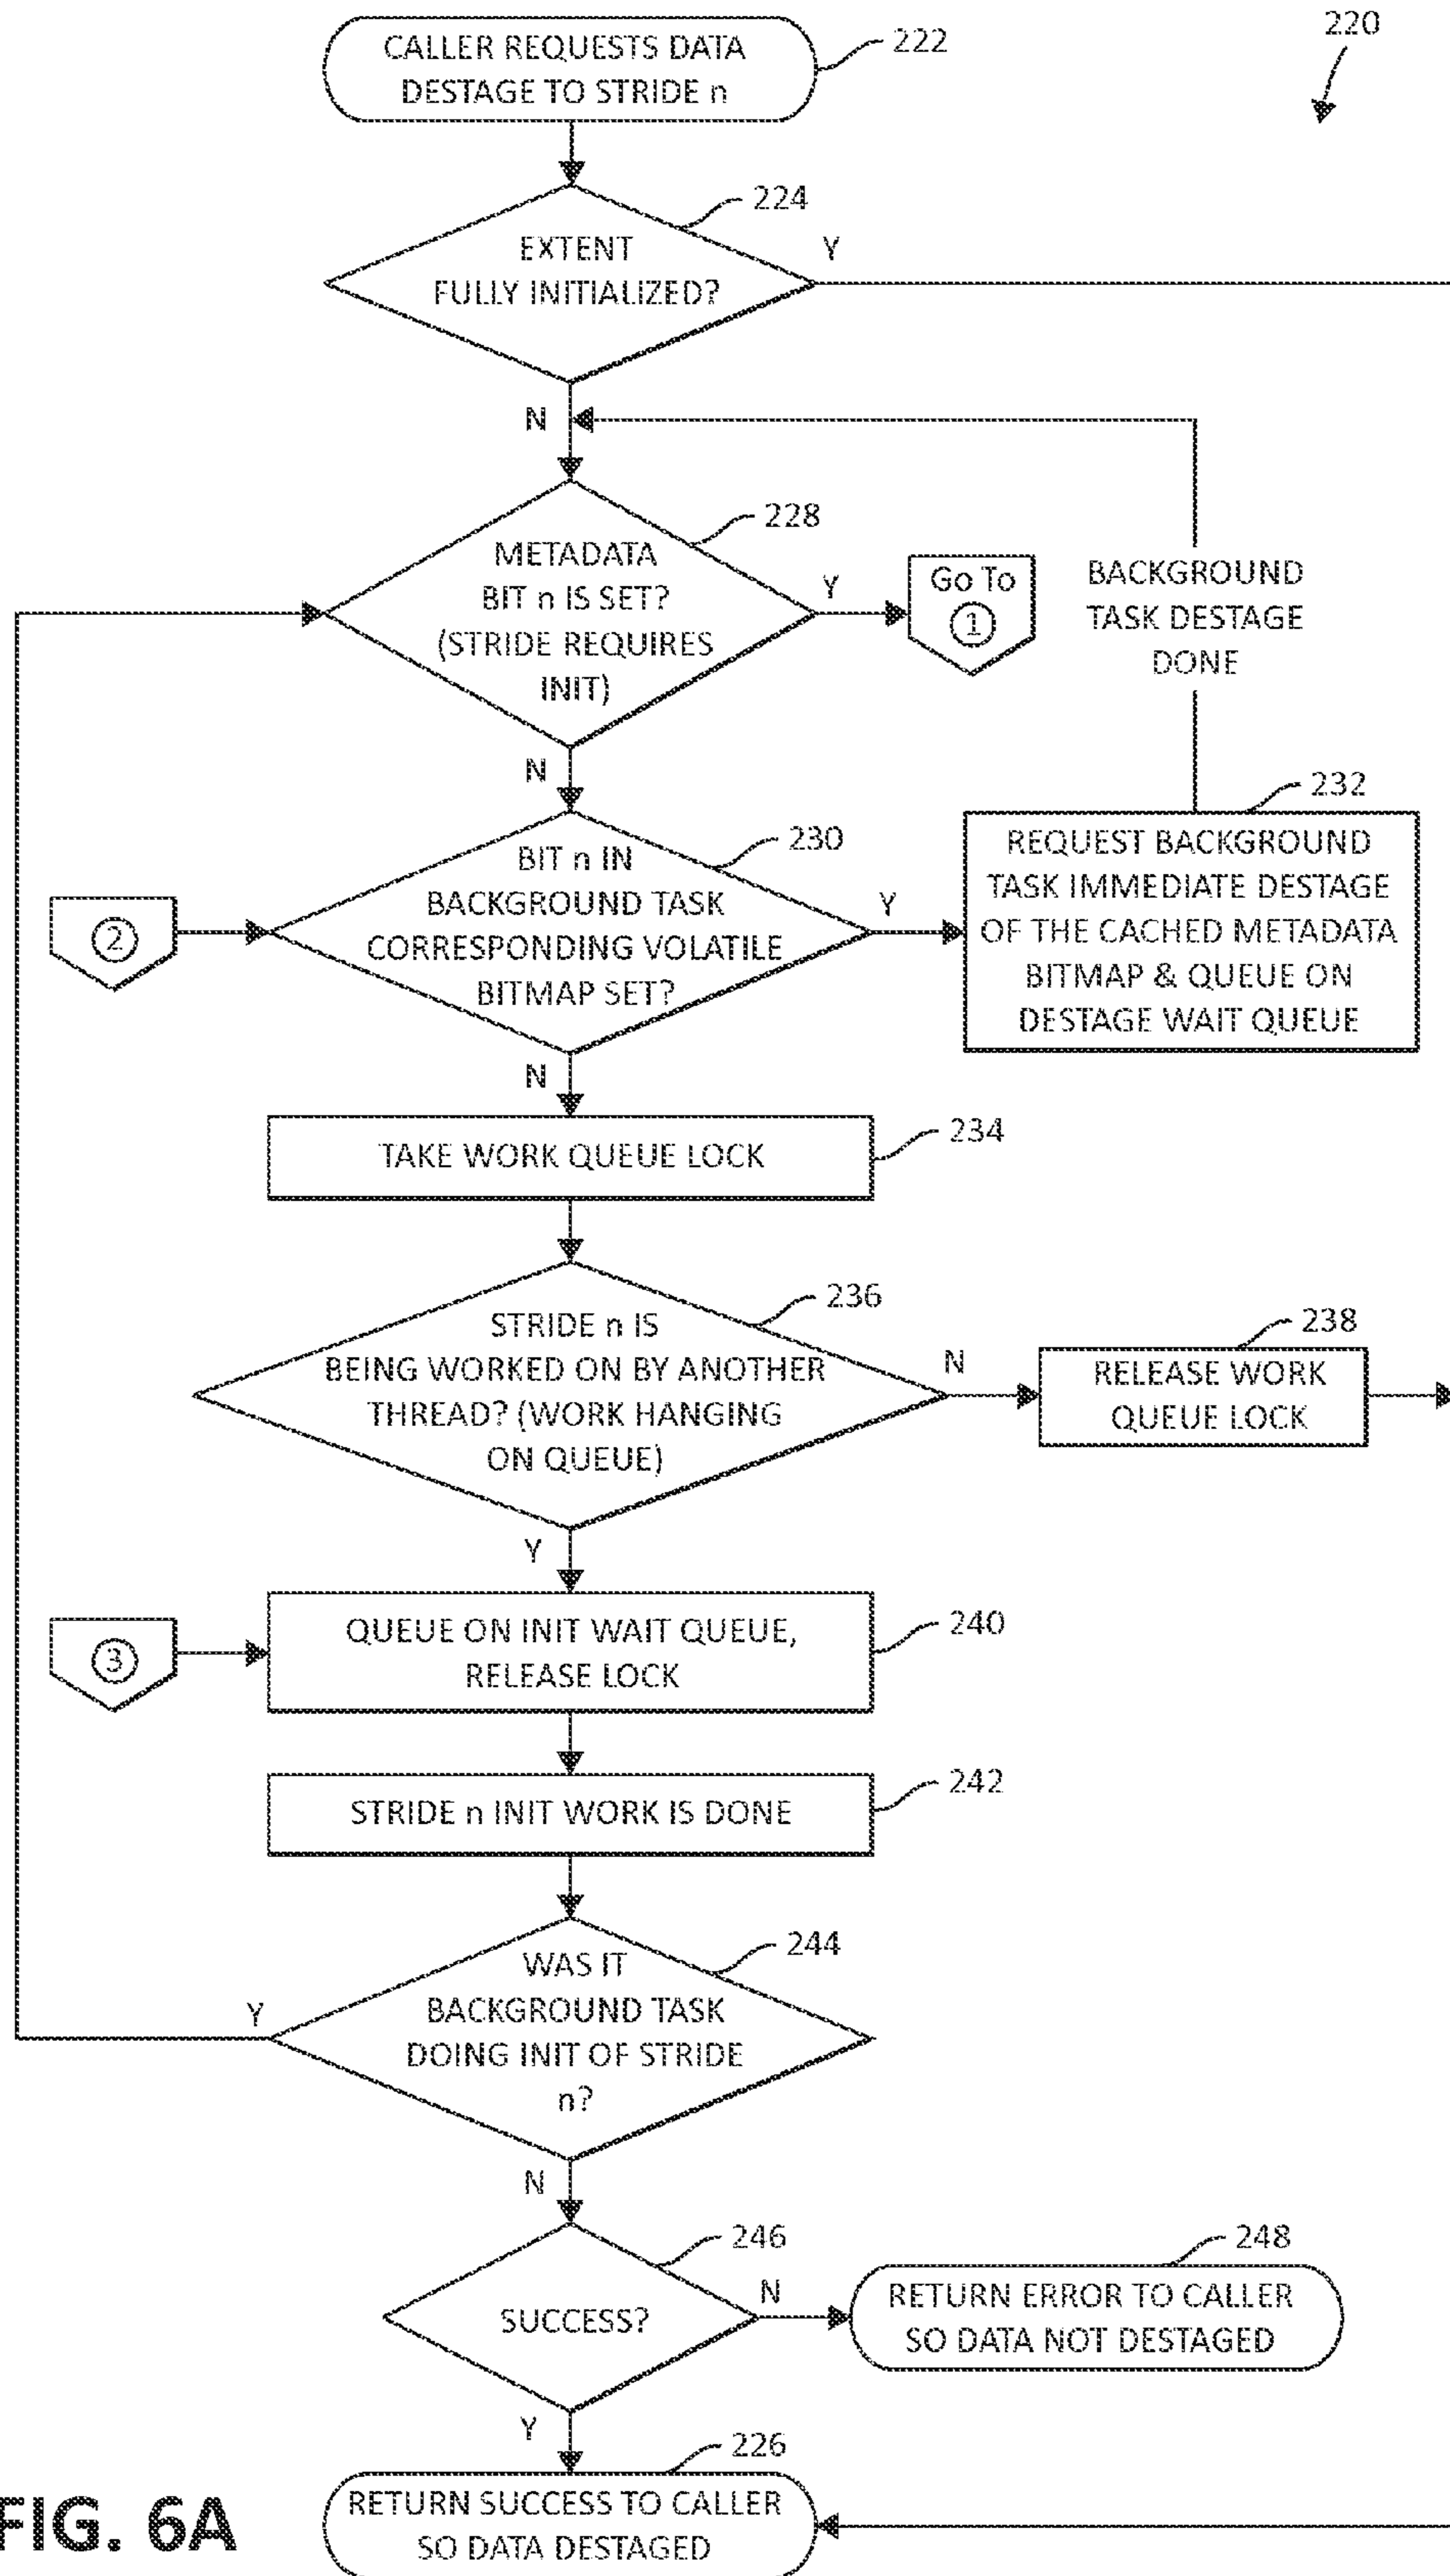 220
CALLER REQUESTS DATA
DESTAGE TO STRIDE n
222
224
EXTENT
FULLY INITIALIZED?
Y
N
228
METADATA
BIT n IS SET?
(STRIDE REQUIRES
INIT)
Y
Go To
1
BACKGROUND
TASK DESTAGE
DONE
N
230
232
BIT n IN
BACKGROUND TASK
CORRESPONDING VOLATILE
BITMAP SET?
2
Y
REQUEST BACKGROUND
TASK IMMEDIATE DESTAGE
OF THE CACHED METADATA
BITMAP & QUEUE ON
DESTAGE WAIT QUEUE
N
TAKE WORK QUEUE LOCK
234
236
STRIDE n IS
BEING WORKED ON BY ANOTHER
THREAD? (WORK HANGING
ON QUEUE)
N
238
RELEASE WORK
QUEUE LOCK
Y
3
QUEUE ON INIT WAIT QUEUE,
RELEASE LOCK
240
STRIDE n INIT WORK IS DONE
242
244
WAS IT
BACKGROUND TASK
DOING INIT OF STRIDE
n?
Y
N
246
SUCCESS?
N
248
RETURN ERROR TO CALLER
SO DATA NOT DESTAGED
Y
226
RETURN SUCCESS TO CALLER
SO DATA DESTAGED
FIG. 6A